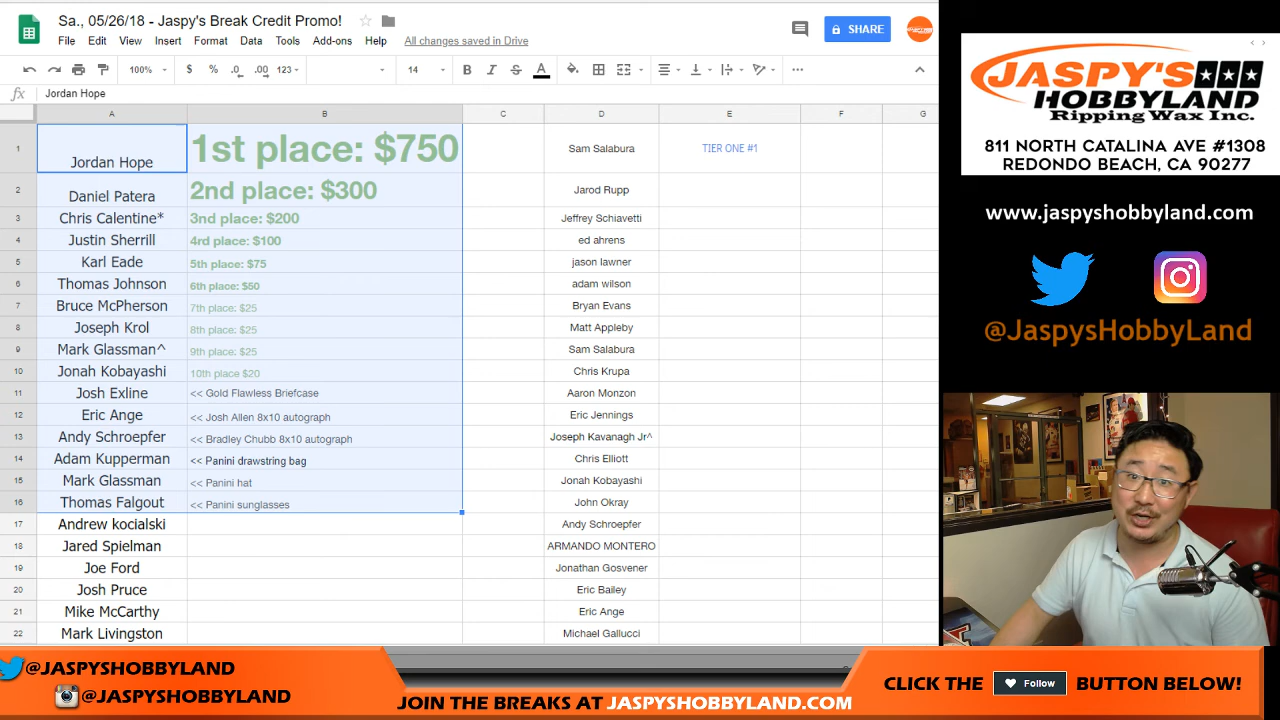 Sa., 05/26/18 - Jaspy's Break Credit Promo!
File Edit View Insert Format Data Tools Add-ons Help All changes saved in Drive
SHARE
100% $ % .0 .00 123 14 B I S A
fx Jordan Hope
A B C D E F G
1 Jordan Hope 1st place: $750 Sam Salabura TIER ONE #1
2 Daniel Patera 2nd place: $300 Jarod Rupp
3 Chris Calentine* 3nd place: $200 Jeffrey Schiavetti
4 Justin Sherrill 4rd place: $100 ed ahrens
5 Karl Eade 5th place: $75 jason lawner
6 Thomas Johnson 6th place: $50 adam wilson
7 Bruce McPherson 7th place: $25 Bryan Evans
8 Joseph Krol 8th place: $25 Matt Appleby
9 Mark Glassman^ 9th place: $25 Sam Salabura
10 Jonah Kobayashi 10th place $20 Chris Krupa
11 Josh Exline << Gold Flawless Briefcase Aaron Monzon
12 Eric Ange << Josh Allen 8x10 autograph Eric Jennings
13 Andy Schroepfer << Bradley Chubb 8x10 autograph Joseph Kavanagh Jr^
14 Adam Kupperman << Panini drawstring bag Chris Elliott
15 Mark Glassman << Panini hat Jonah Kobayashi
16 Thomas Falgout << Panini sunglasses John Okray
17 Andrew kocialski Andy Schroepfer
18 Jared Spielman ARMANDO MONTERO
19 Joe Ford Jonathan Gosvener
20 Josh Pruce Eric Bailey
21 Mike McCarthy Eric Ange
22 Mark Livingston Michael Gallucci
JASPY'S
HOBBYLAND
Ripping Wax Inc.
811 NORTH CATALINA AVE #1308
REDONDO BEACH, CA 90277
www.jaspyshobbyland.com
@JaspysHobbyLand
@JASPYSHOBBYLAND
@JASPYSHOBBYLAND
JOIN THE BREAKS AT JASPYSHOBBYLAND.COM
CLICK THE Follow BUTTON BELOW!